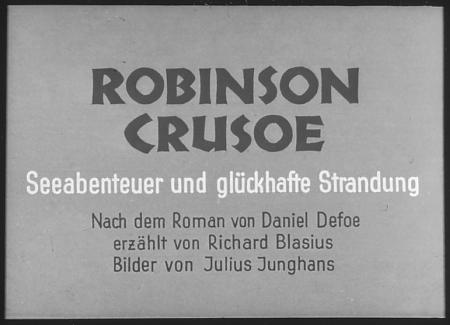 ROBINSON
CRUSOE
Seeabenteuer und glückhafte Strandung
Nach dem Roman von Daniel Defoe
erzählt von Richard Blasius
Bilder von Julius Junghans